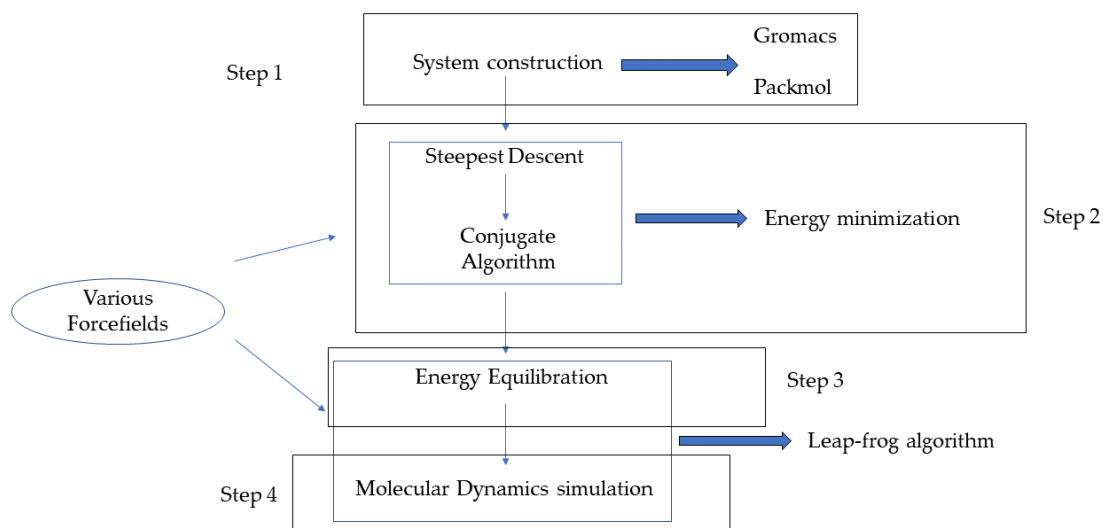 Gromacs
Step 1
System construction
Packmol
Steepest Descent
Conjugate
Algorithm
Energy minimization
Step 2
Various
Forcefields
Energy Equilibration
Step 3
Leap-frog algorithm
Step 4
Molecular Dynamics simulation